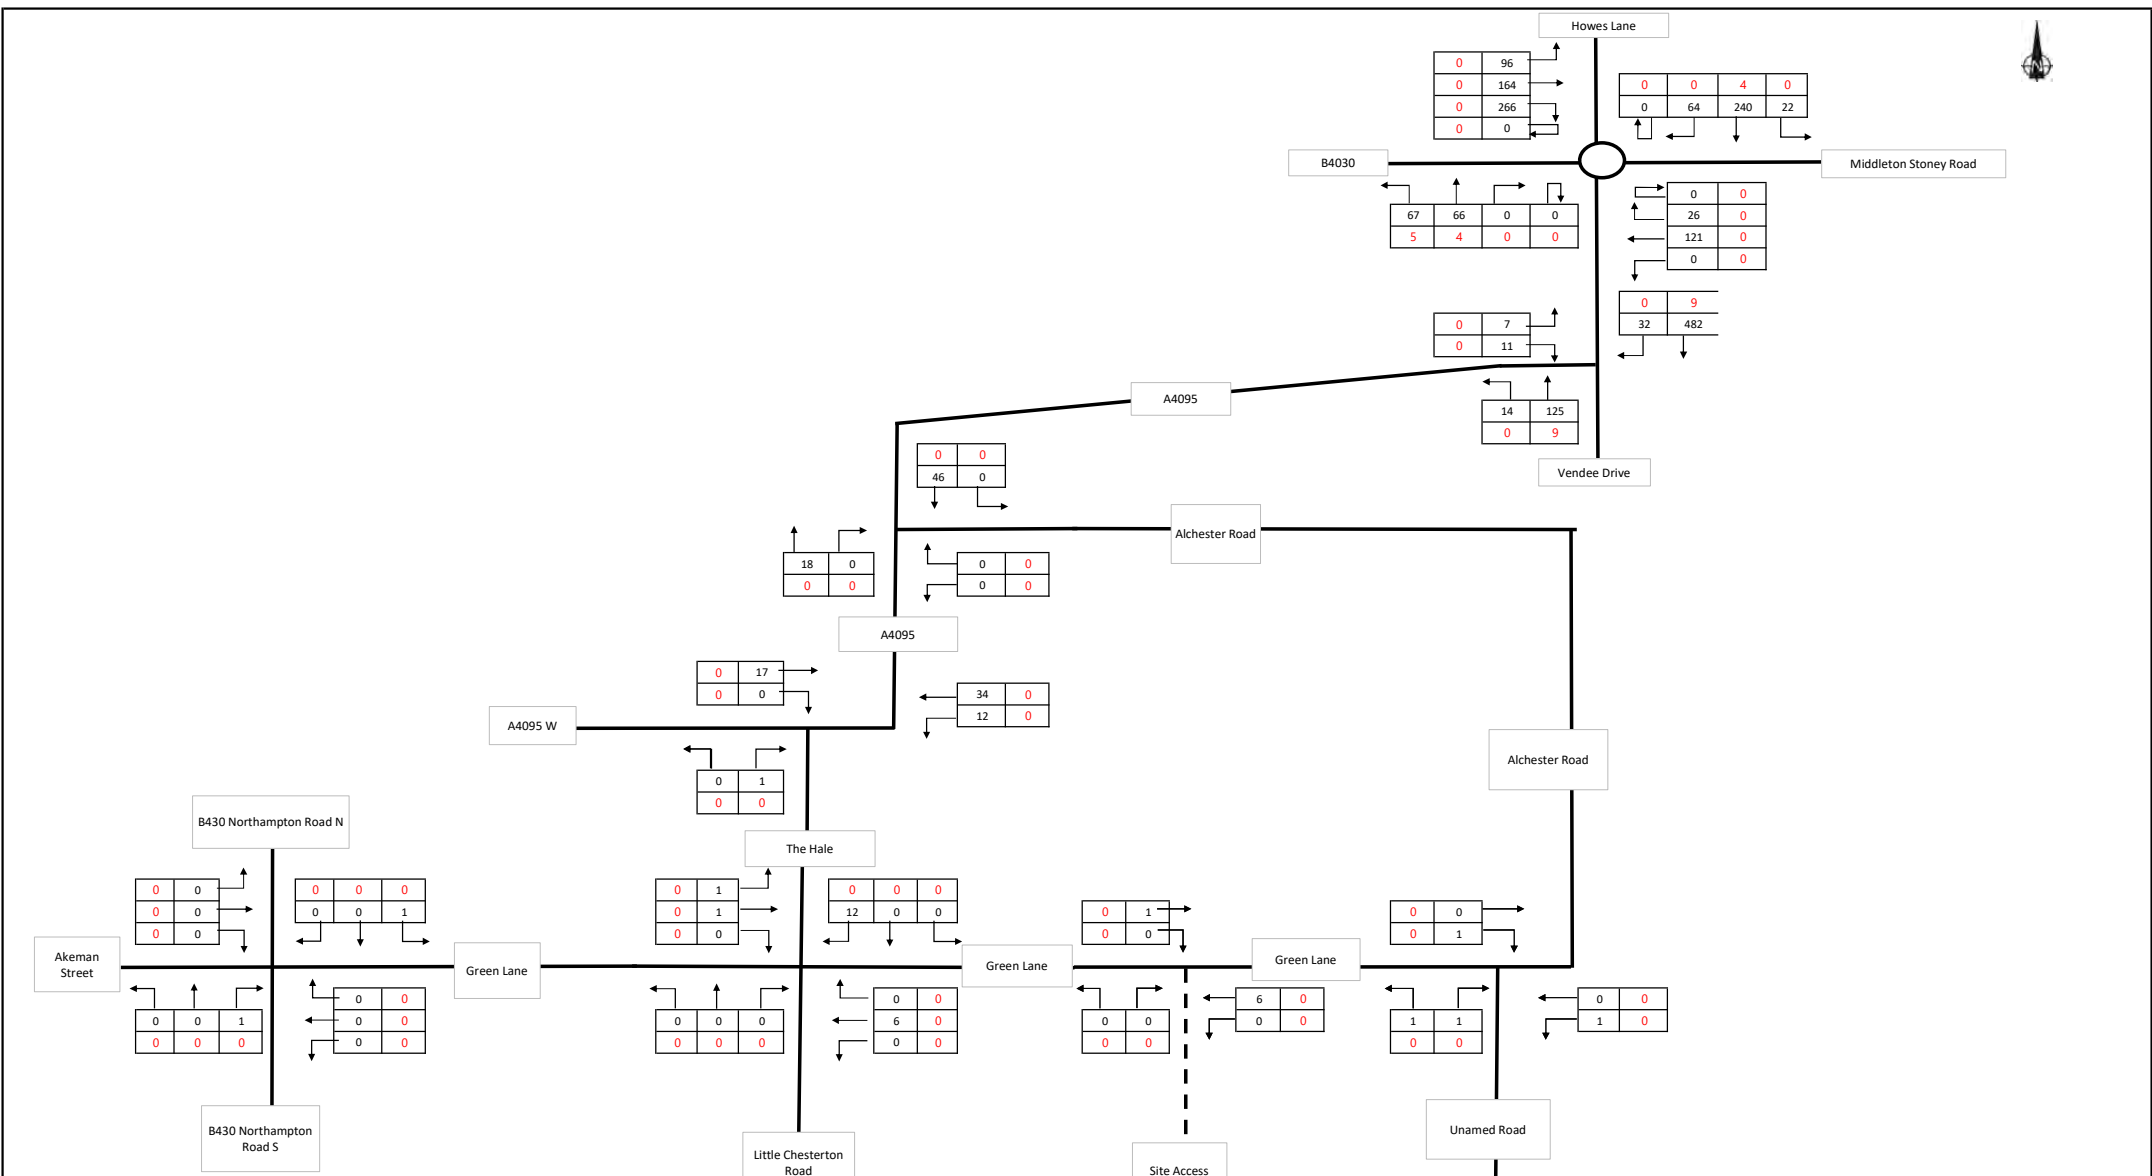 Howes Lane
0 96
0 164
0 266
0 0
0 0 4 0
0 64 240 22
B4030
Middleton Stoney Road
67 66 0 0
5 4 0 0
0 0
26 0
121 0
0 0
0 9
32 482
0 7
0 11
A4095
14 125
0 9
Vendee Drive
0 0
46 0
Alchester Road
18 0
0 0
0 0
0 0
A4095
0 17
0 0
34 0
12 0
A4095 W
0 1
0 0
Alchester Road
B430 Northampton Road N
The Hale
0 0
0 0
0 0
0 0 0
0 0 1
0 1
0 1
0 0
0 0 0
12 0 0
0 1
0 0
0 0
0 1
Akeman
Street
Green Lane
Green Lane
Green Lane
0 0 1
0 0 0
0 0
0 0
0 0
0 0 0
0 0 0
0 0
6 0
0 0
0 0
0 0
6 0
0 0
1 1
0 0
0 0
1 0
B430 Northampton
Road S
Little Chesterton
Road
Site Access
Unamed Road